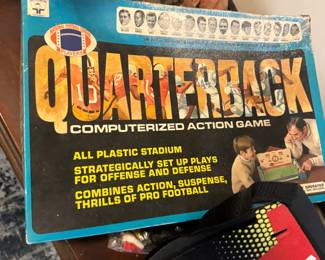 QUARTERBACK
COMPUTERIZED ACTION GAME
ALL PLASTIC STADIUM
STRATEGICALLY SET UP PLAYS
FOR OFFENSE AND DEFENSE
COMBINES ACTION, SUSPENSE,
THRILLS OF PRO FOOTBALL